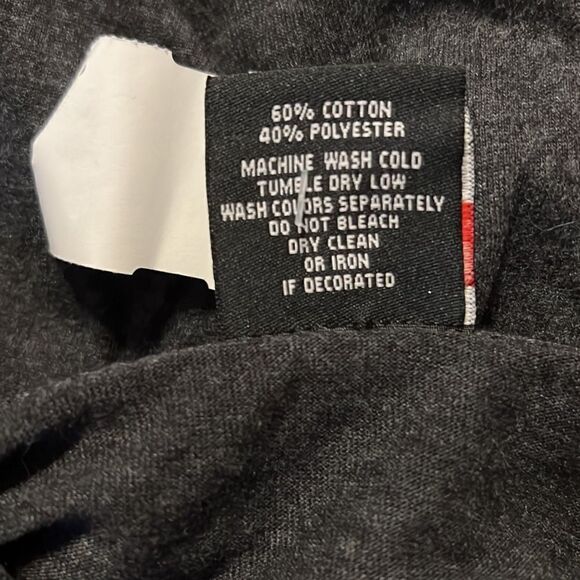 60% COTTON
40% POLYESTER
MACHINE WASH COLD
TUMBLE DRY LOW
WASH COLORS SEPARATELY
DO NOT BLEACH
DRY CLEAN
OR IRON
IF DECORATED